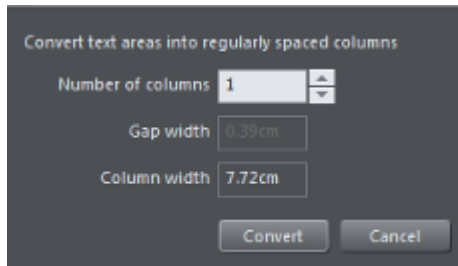 Convert text areas into regularly spaced columns
Number of columns 1
Gap width 0.39cm
Column width 7.72cm
Convert Cancel